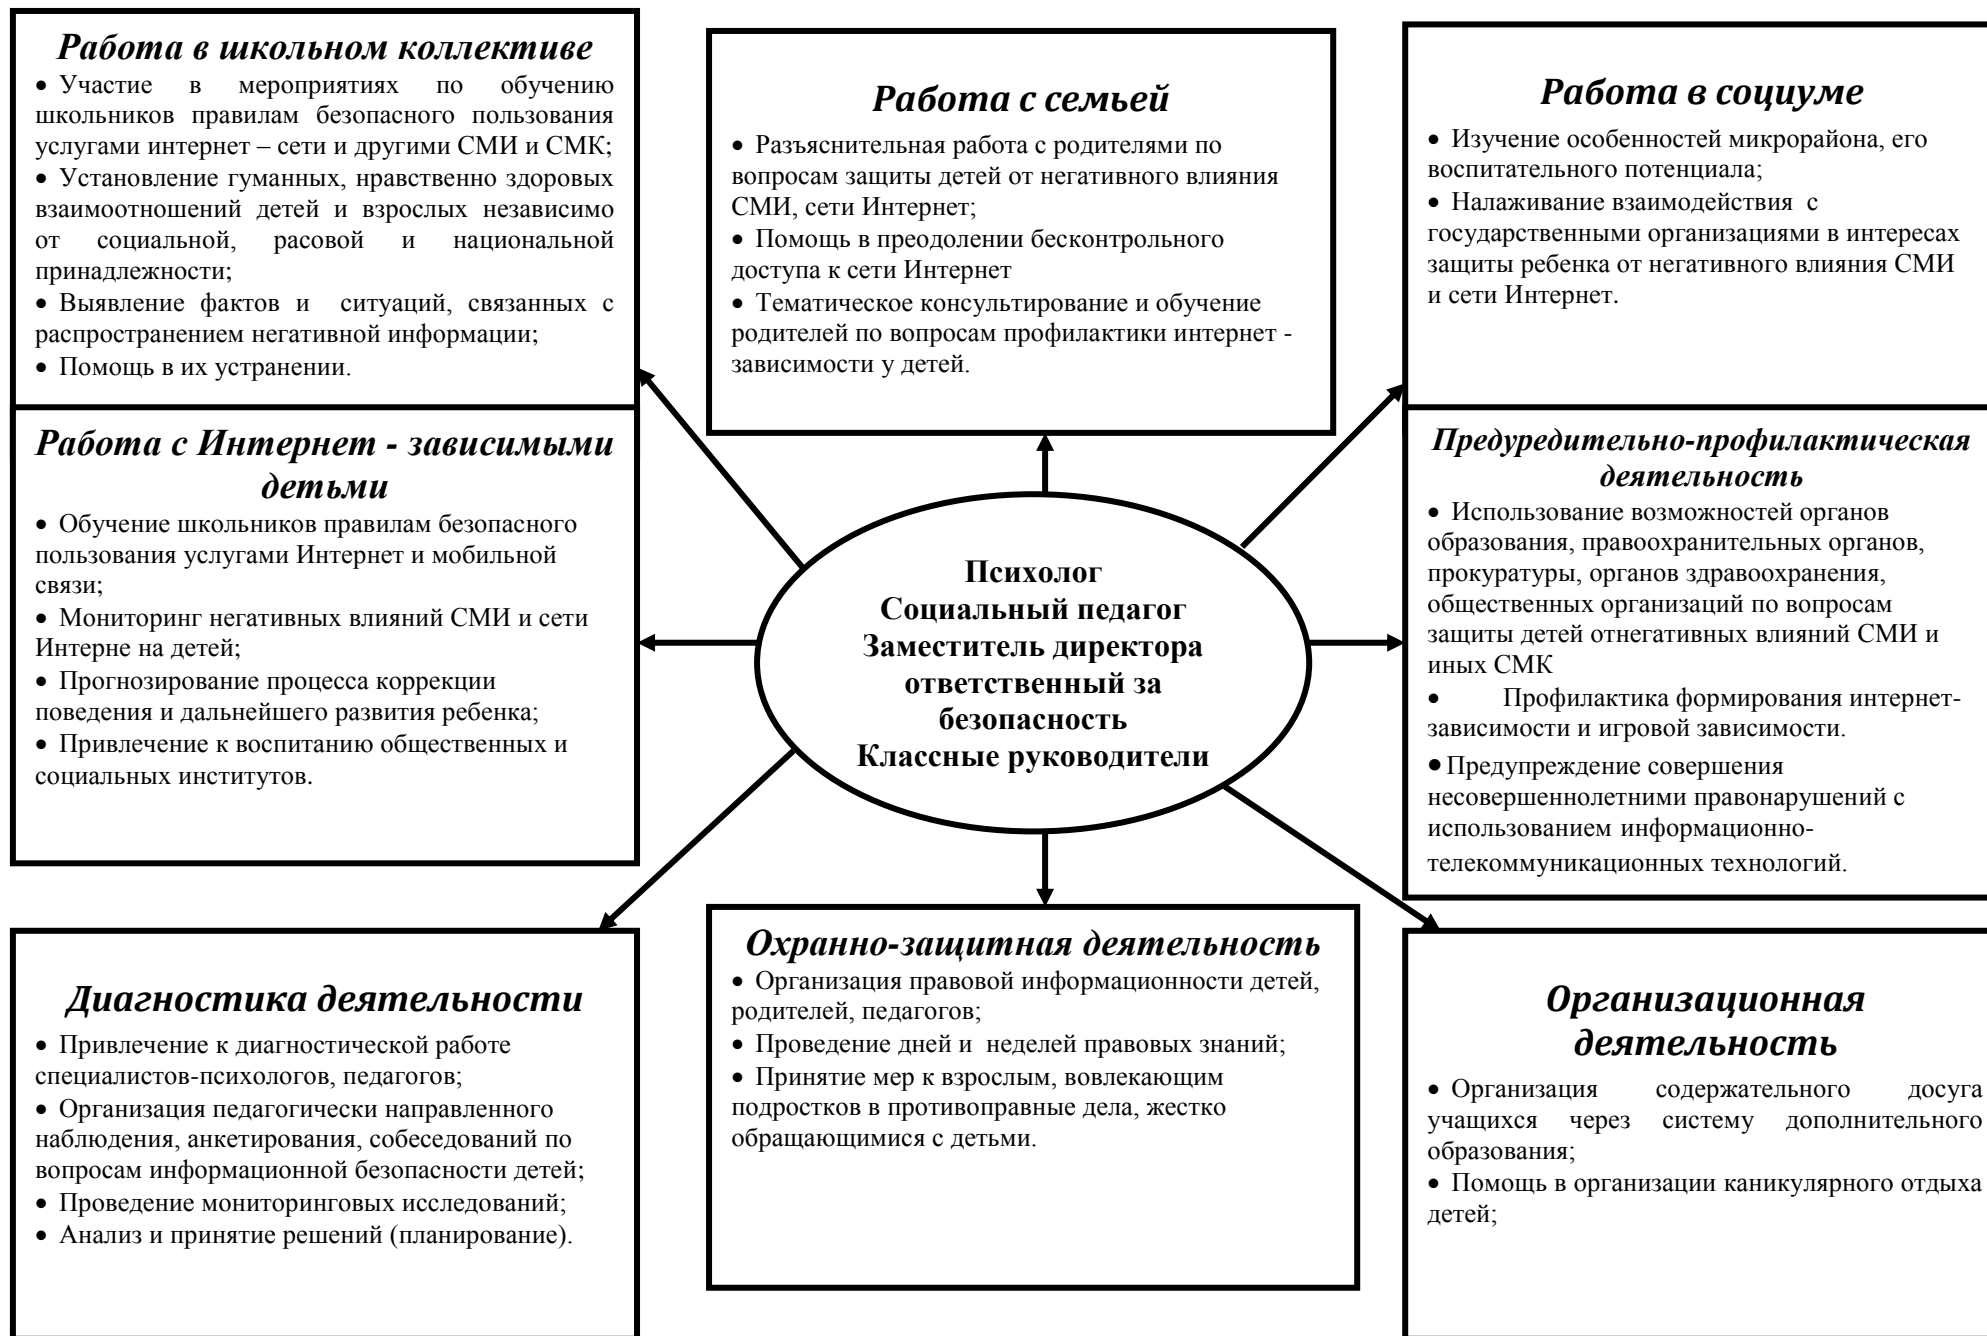 Работа в школьном коллективе
• Участие в мероприятиях по обучению
школьников правилам безопасного пользования
услугами интернет – сети и другими СМИ и СМК;
• Установление гуманных, нравственно здоровых
взаимоотношений детей и взрослых независимо
от социальной, расовой и национальной
принадлежности;
• Выявление фактов и ситуаций, связанных с
распространением негативной информации;
• Помощь в их устранении.
Работа с семьей
• Разъяснительная работа с родителями по
вопросам защиты детей от негативного влияния
СМИ, сети Интернет;
• Помощь в преодолении бесконтрольного
доступа к сети Интернет
• Тематическое консультирование и обучение
родителей по вопросам профилактики интернет -
зависимости у детей.
Работа в социуме
• Изучение особенностей микрорайона, его
воспитательного потенциала;
• Налаживание взаимодействия с
государственными организациями в интересах
защиты ребенка от негативного влияния СМИ
и сети Интернет.
Работа с Интернет - зависимыми
детьми
• Обучение школьников правилам безопасного
пользования услугами Интернет и мобильной
связи;
• Мониторинг негативных влияний СМИ и сети
Интерне на детей;
• Прогнозирование процесса коррекции
поведения и дальнейшего развития ребенка;
• Привлечение к воспитанию общественных и
социальных институтов.
Психолог
Социальный педагог
Заместитель директора
ответственный за
безопасность
Классные руководители
Предуредительно-профилактическая
деятельность
• Использование возможностей органов
образования, правоохранительных органов,
прокуратуры, органов здравоохранения,
общественных организаций по вопросам
защиты детей отнегативных влияний СМИ и
иных СМК
• Профилактика формирования интернет-
зависимости и игровой зависимости.
• Предупреждение совершения
несовершеннолетними правонарушений с
использованием информационно-
телекоммуникационных технологий.
Диагностика деятельности
• Привлечение к диагностической работе
специалистов-психологов, педагогов;
• Организация педагогически направленного
наблюдения, анкетирования, собеседований по
вопросам информационной безопасности детей;
• Проведение мониторинговых исследований;
• Анализ и принятие решений (планирование).
Охранно-защитная деятельность
• Организация правовой информационности детей,
родителей, педагогов;
• Проведение дней и неделей правовых знаний;
• Принятие мер к взрослым, вовлекающим
подростков в противоправные дела, жестко
обращающимися с детьми.
Организационная
деятельность
• Организация содержательного досуга
учащихся через систему дополнительного
образования;
• Помощь в организации каникулярного отдыха
детей;